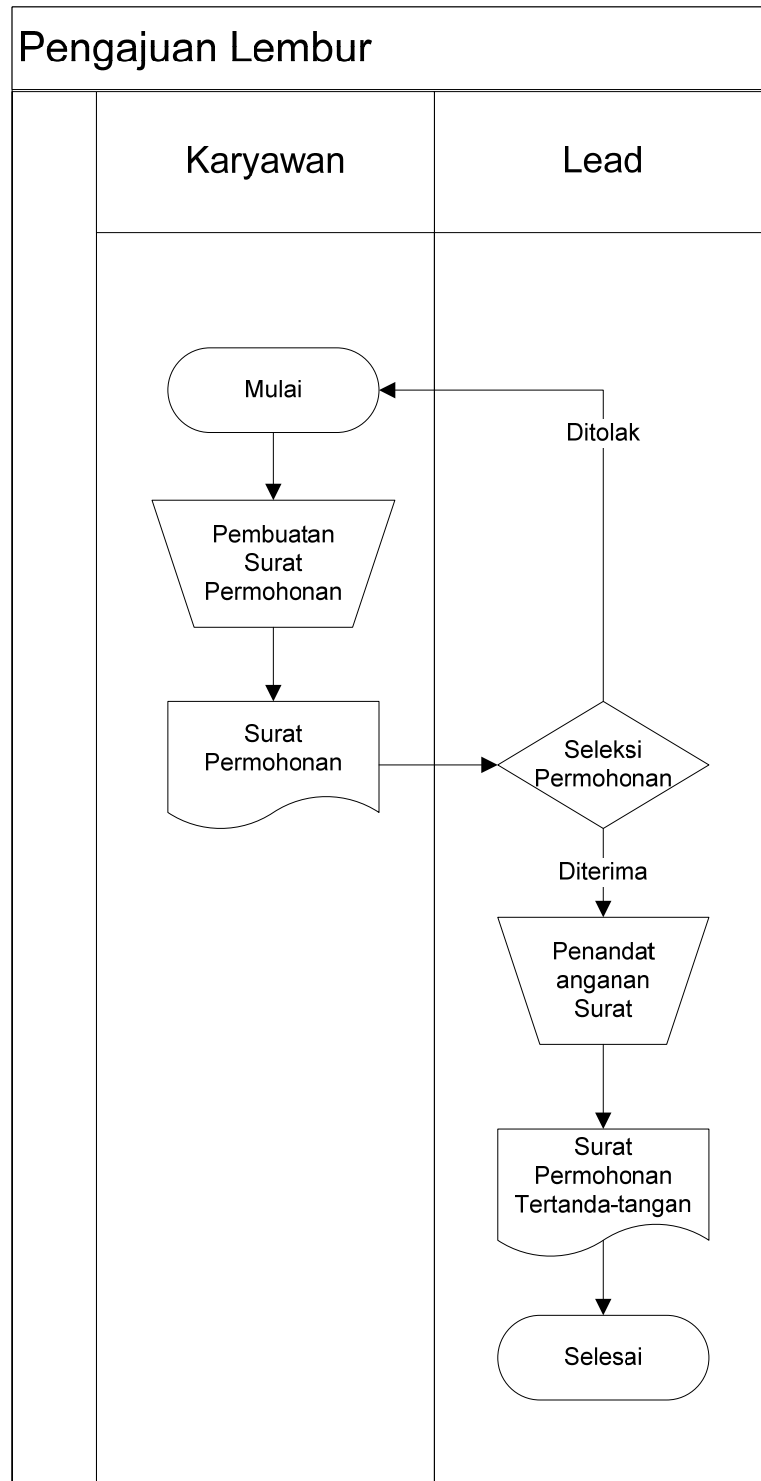 Pengajuan Lembur
Karyawan
Lead
Mulai
Ditolak
Pembuatan
Surat
Permohonan
Surat
Permohonan
Seleksi
Permohonan
Diterima
Penandat
anganan
Surat
Surat
Permohonan
Tertanda-tangan
Selesai